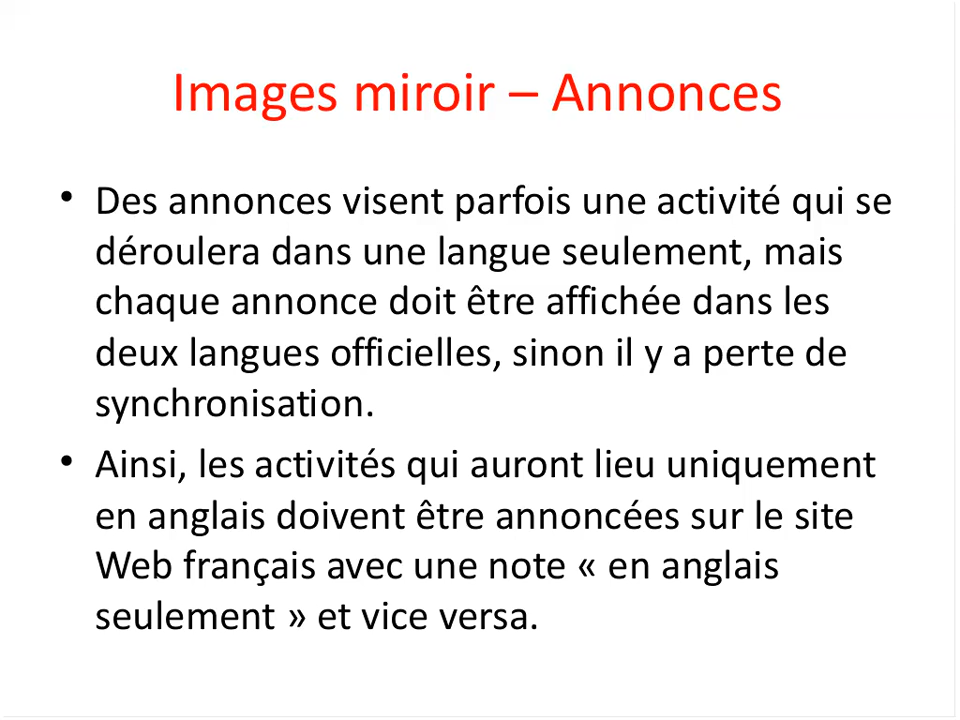 Images miroir – Annonces
• Des annonces visent parfois une activité qui se
déroulera dans une langue seulement, mais
chaque annonce doit être affichée dans les
deux langues officielles, sinon il y a perte de
synchronisation.
• Ainsi, les activités qui auront lieu uniquement
en anglais doivent être annoncées sur le site
Web français avec une note « en anglais
seulement » et vice versa.